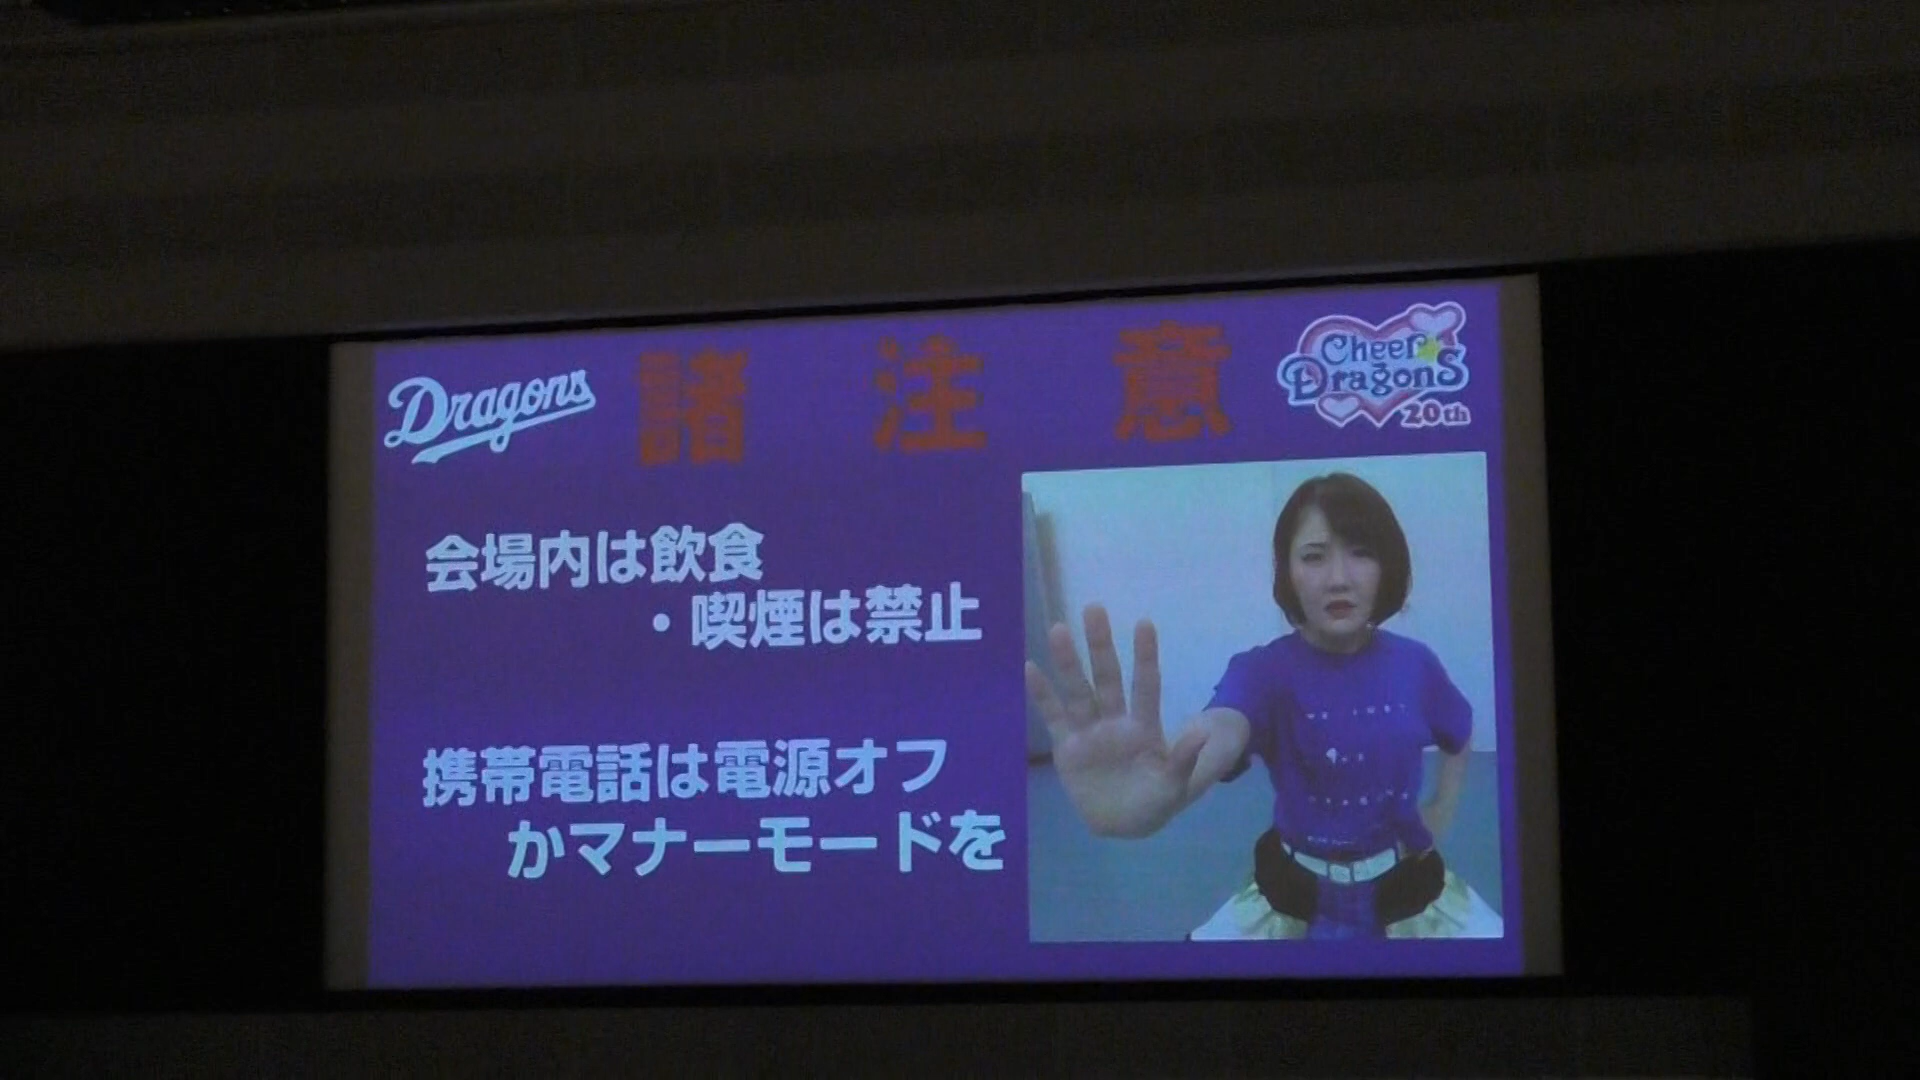 Dragons
諸注意
Cheer
Dragons
20th
会場内は飲食
・喫煙は禁止
携帯電話は電源オフ
かマナーモードを